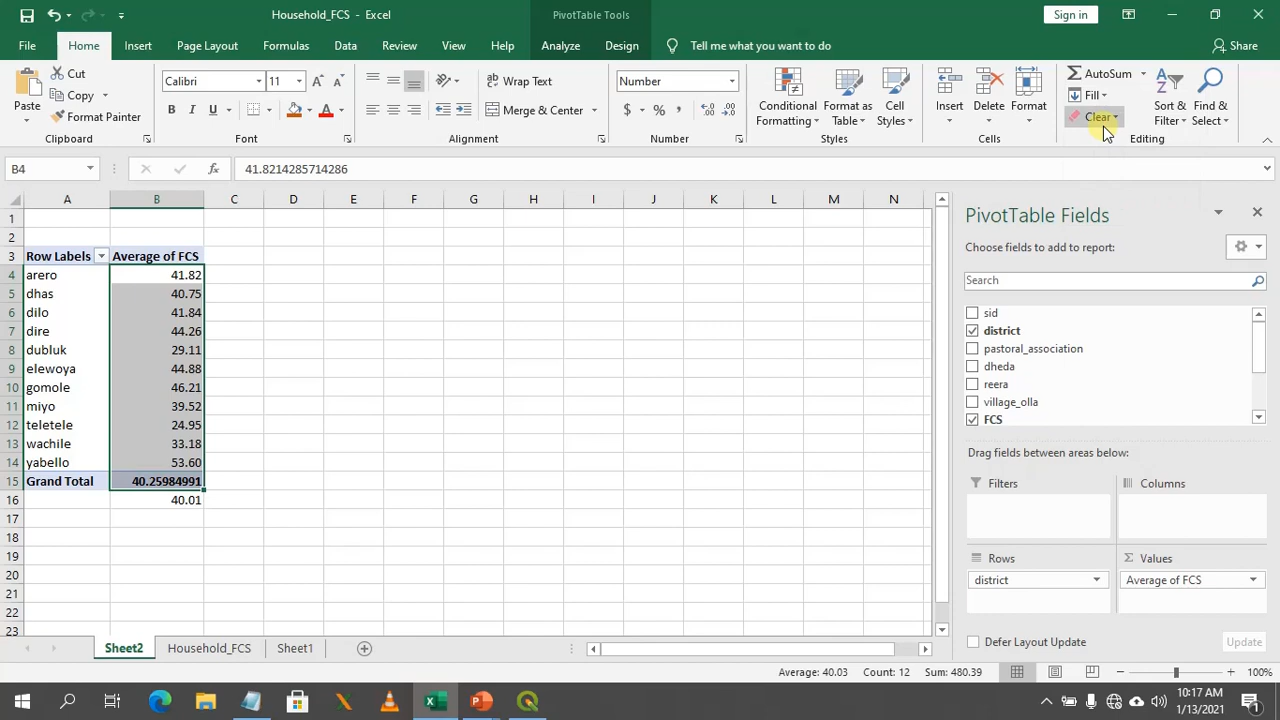 Household_FCS - Excel
PivotTable Tools
Sign in
File
Home
Insert
Page Layout
Formulas
Data
Review
View
Help
Analyze
Design
Tell me what you want to do
Share
Paste
Cut
Copy
Format Painter
Clipboard
Calibri
11
A
A
B
I
U
A
Font
ab
Wrap Text
Merge & Center
Alignment
Number
$
%
,
Number
Conditional
Formatting
Format as
Table
Cell
Styles
Styles
Insert
Delete
Format
Cells
AutoSum
Fill
Clear
Sort &
Filter
Find &
Select
Editing
B4
fx
41.8214285714286
A B C D E F G H I J K L M N
1
2
3 Row Labels Average of FCS
4 arero 41.82
5 dhas 40.75
6 dilo 41.84
7 dire 44.26
8 dubluk 29.11
9 elewoya 44.88
10 gomole 46.21
11 miyo 39.52
12 teletele 24.95
13 wachile 33.18
14 yabello 53.60
15 Grand Total 40.25984991
16 40.01
17
18
19
20
21
22
23
PivotTable Fields
Choose fields to add to report:
Search
sid
district
pastoral_association
dheda
reera
village_olla
FCS
Drag fields between areas below:
Filters
Columns
Rows
Σ Values
district
Average of FCS
Defer Layout Update
Update
Sheet2
Household_FCS
Sheet1
Average: 40.03 Count: 12 Sum: 480.39
100%
10:17 AM
1/13/2021
1